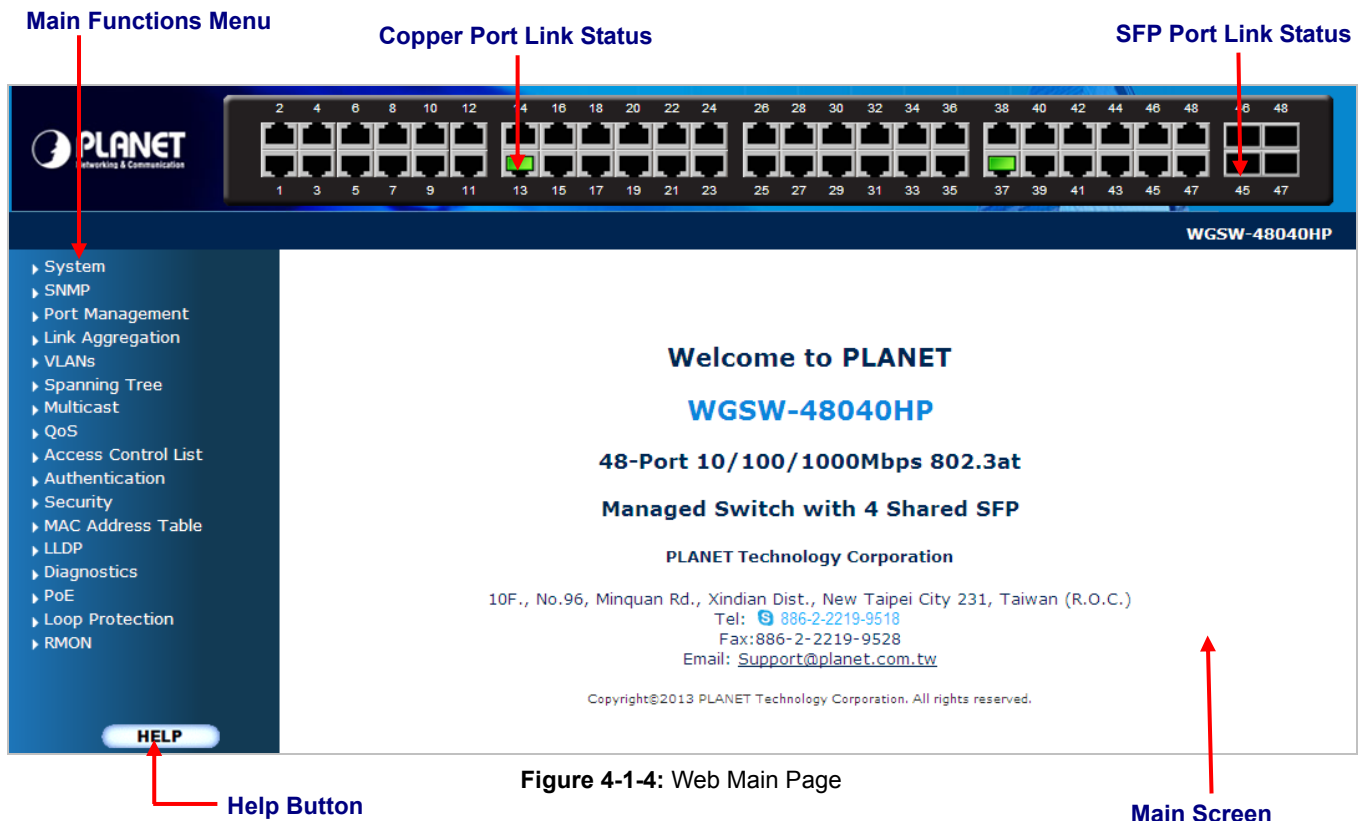 Main Functions Menu
Copper Port Link Status
SFP Port Link Status
2 4 6 8 10 12 14 16 18 20 22 24 26 28 30 32 34 36 38 40 42 44 46 48 46 48
PLANET
Networking & Communication
1 3 5 7 9 11 13 15 17 19 21 23 25 27 29 31 33 35 37 39 41 43 45 47 45 47
WGSW-48040HP
System
SNMP
Port Management
Link Aggregation
VLANs
Spanning Tree
Multicast
QoS
Access Control List
Authentication
Security
MAC Address Table
LLDP
Diagnostics
PoE
Loop Protection
RMON
HELP
Welcome to PLANET
WGSW-48040HP
48-Port 10/100/1000Mbps 802.3at
Managed Switch with 4 Shared SFP
PLANET Technology Corporation
10F., No.96, Minquan Rd., Xindian Dist., New Taipei City 231, Taiwan (R.O.C.)
Tel: 886-2-2219-9518
Fax:886-2-2219-9528
Email: Support@planet.com.tw
Copyright©2013 PLANET Technology Corporation. All rights reserved.
Figure 4-1-4: Web Main Page
Help Button
Main Screen